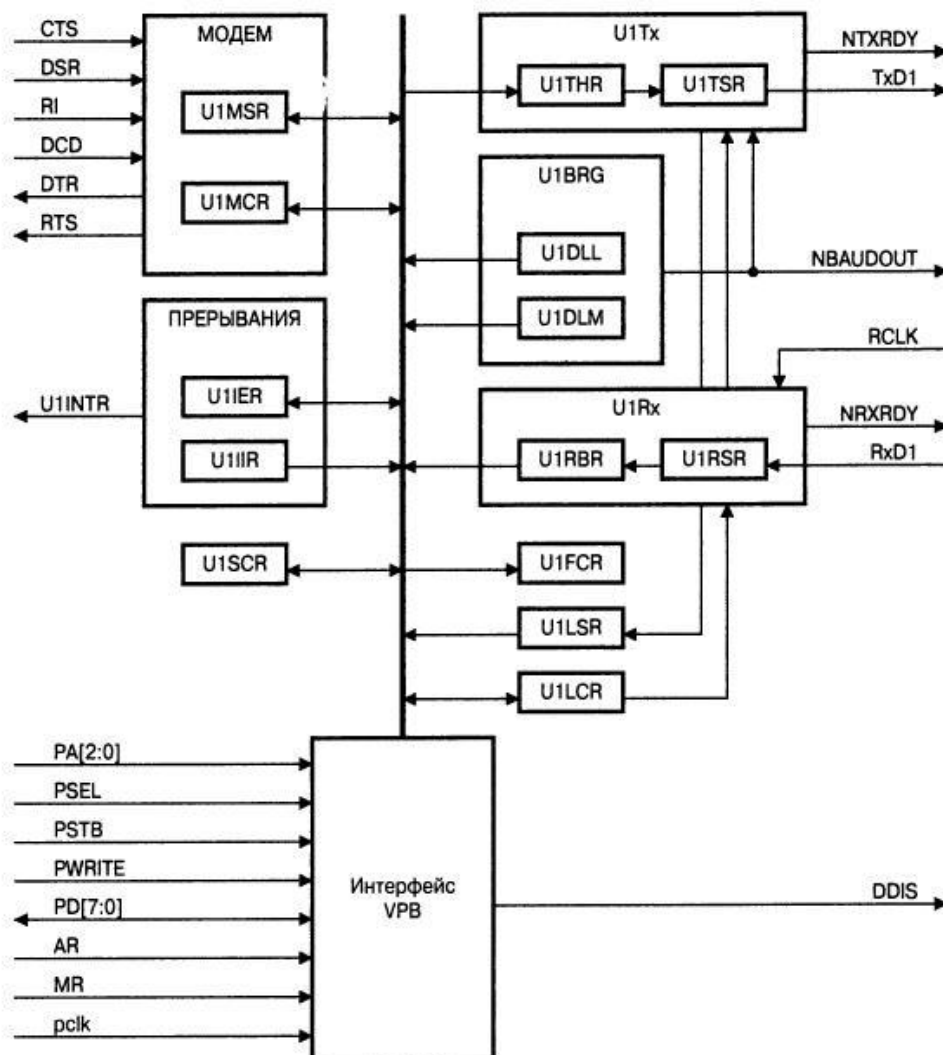 CTS
DSR
RI
DCD
DTR
RTS
МОДЕМ
U1MSR
U1MCR
U1Tx
U1THR
U1TSR
NTXRDY
TxD1
U1BRG
U1DLL
U1DLM
NBAUDOUT
RCLK
ПРЕРЫВАНИЯ
U1IER
U1IIR
U1INTR
U1Rx
U1RBR
U1RSR
NRXRDY
RxD1
U1SCR
U1FCR
U1LSR
U1LCR
PA[2:0]
PSEL
PSTB
PWRITE
PD[7:0]
AR
MR
pclk
Интерфейс
VPB
DDIS